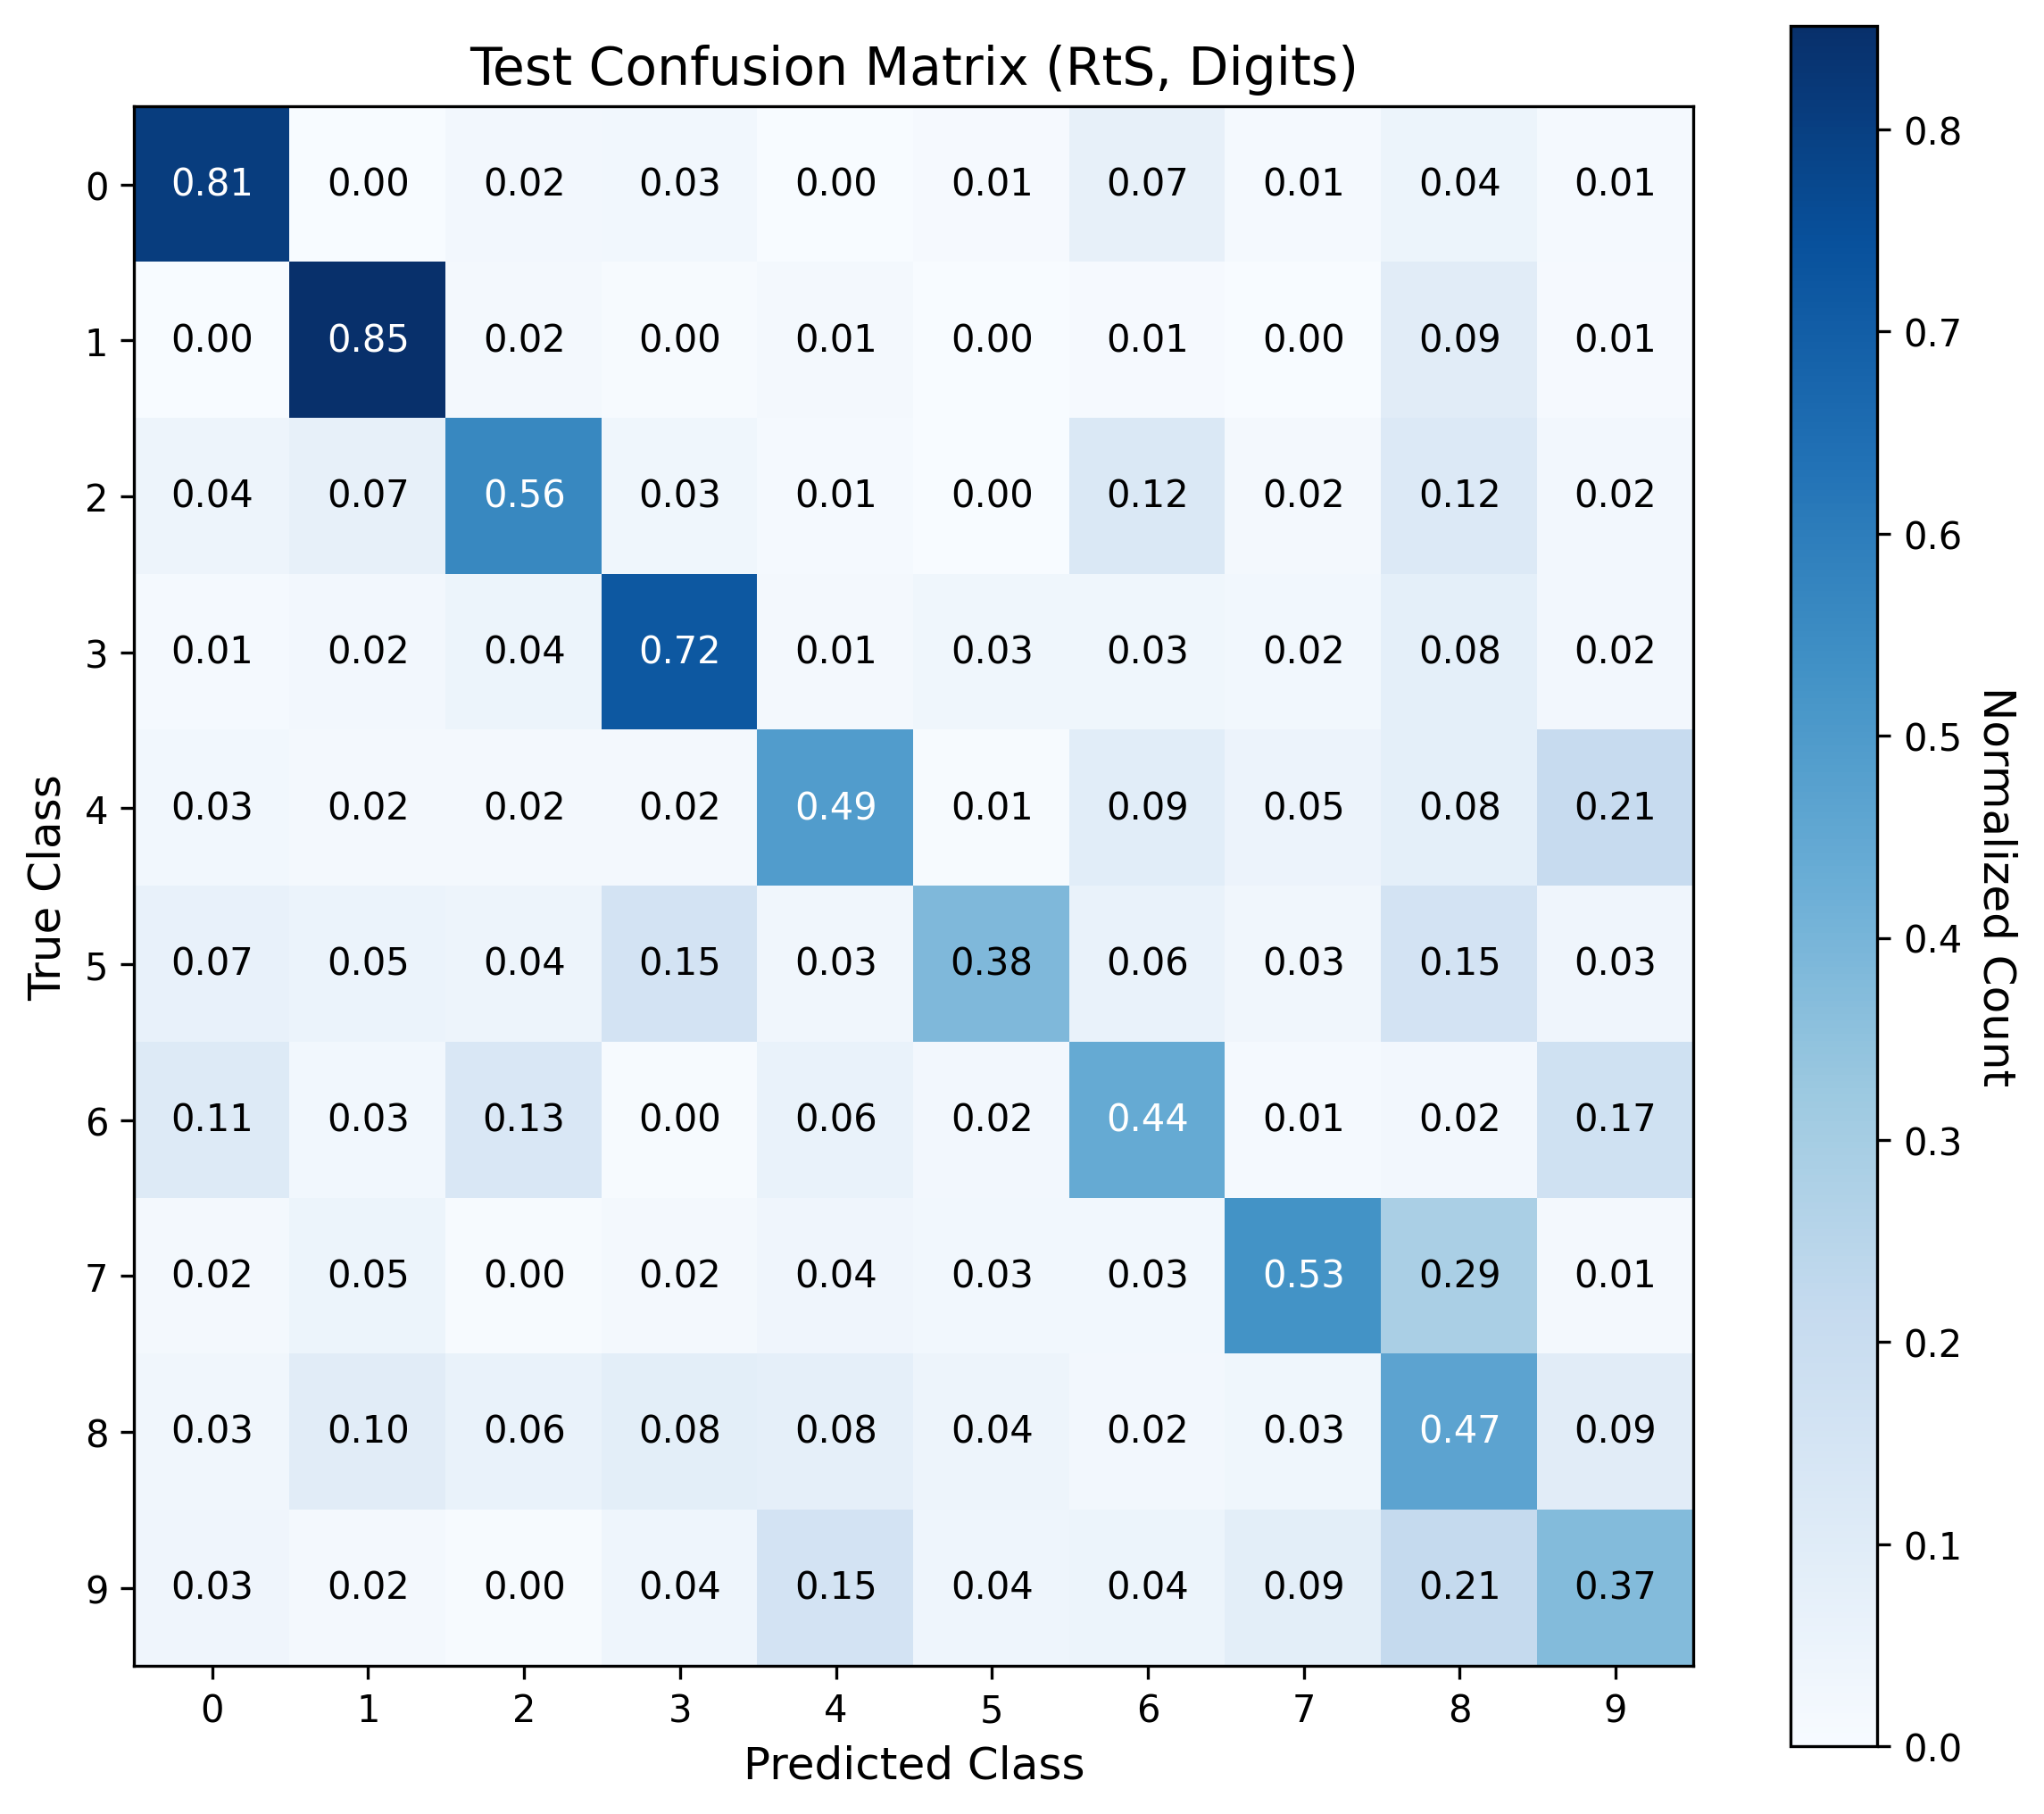 Test Confusion Matrix (RtS, Digits)
0 0.81 0.00 0.02 0.03 0.00 0.01 0.07 0.01 0.04 0.01
1 0.00 0.85 0.02 0.00 0.01 0.00 0.01 0.00 0.09 0.01
2 0.04 0.07 0.56 0.03 0.01 0.00 0.12 0.02 0.12 0.02
3 0.01 0.02 0.04 0.72 0.01 0.03 0.03 0.02 0.08 0.02
4 0.03 0.02 0.02 0.02 0.49 0.01 0.09 0.05 0.08 0.21
5 0.07 0.05 0.04 0.15 0.03 0.38 0.06 0.03 0.15 0.03
6 0.11 0.03 0.13 0.00 0.06 0.02 0.44 0.01 0.02 0.17
7 0.02 0.05 0.00 0.02 0.04 0.03 0.03 0.53 0.29 0.01
8 0.03 0.10 0.06 0.08 0.08 0.04 0.02 0.03 0.47 0.09
9 0.03 0.02 0.00 0.04 0.15 0.04 0.04 0.09 0.21 0.37
0 1 2 3 4 5 6 7 8 9
Predicted Class
True Class
0.8
0.7
0.6
0.5
0.4
0.3
0.2
0.1
0.0
Normalized Count